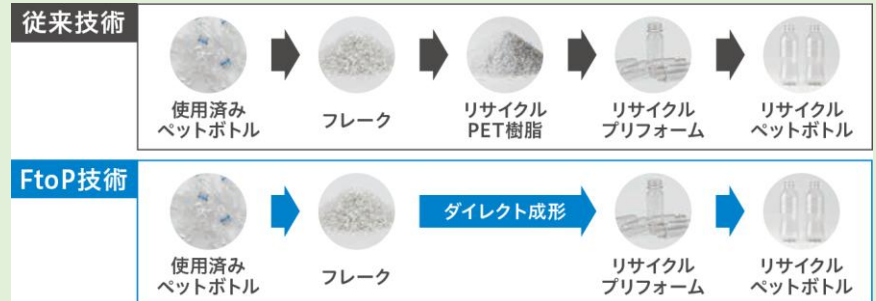 従来技術
使用済み
ペットボトル
フレーク
リサイクル
PET樹脂
リサイクル
プリフォーム
リサイクル
ペットボトル
FtoP技術
ダイレクト成形
使用済み
ペットボトル
フレーク
リサイクル
プリフォーム
リサイクル
ペットボトル